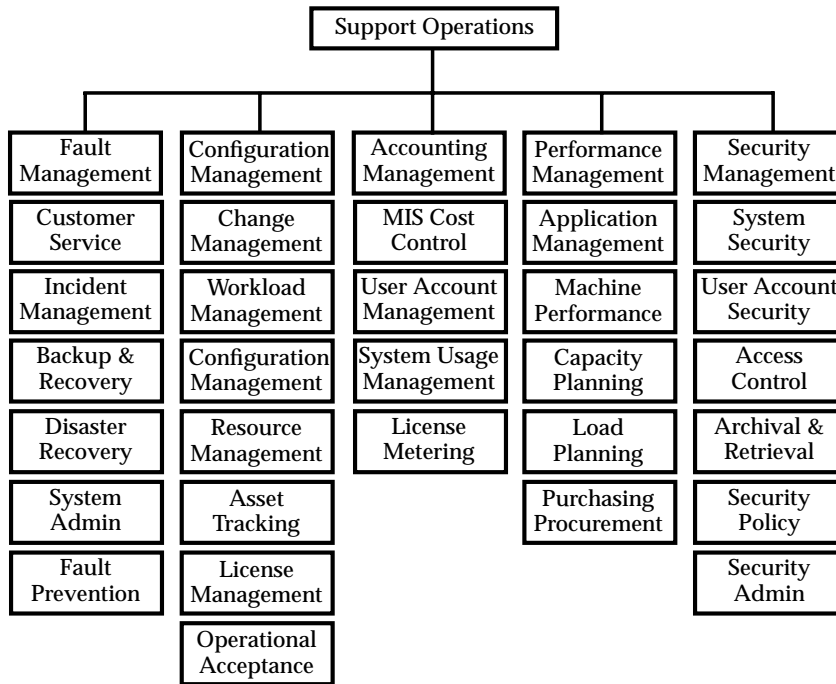 Support Operations
Fault
Management
Customer
Service
Incident
Management
Backup &
Recovery
Disaster
Recovery
System
Admin
Fault
Prevention
Configuration
Management
Change
Management
Workload
Management
Configuration
Management
Resource
Management
Asset
Tracking
License
Management
Operational
Acceptance
Accounting
Management
MIS Cost
Control
User Account
Management
System Usage
Management
License
Metering
Performance
Management
Application
Management
Machine
Performance
Capacity
Planning
Load
Planning
Purchasing
Procurement
Security
Management
System
Security
User Account
Security
Access
Control
Archival &
Retrieval
Security
Policy
Security
Admin